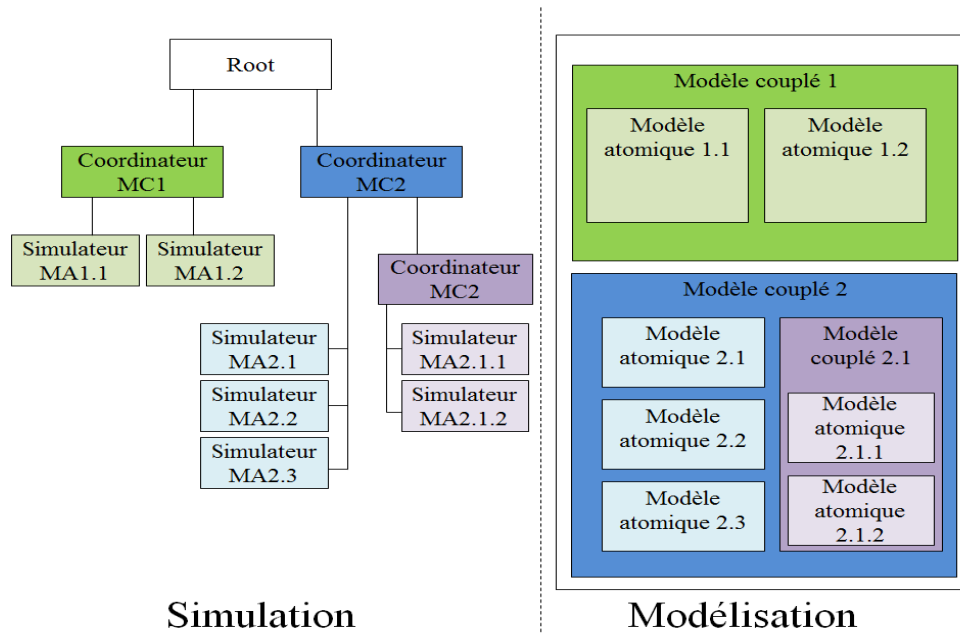 Root
Coordinateur
MC1
Coordinateur
MC2
Simulateur
MA1.1
Simulateur
MA1.2
Coordinateur
MC2
Simulateur
MA2.1
Simulateur
MA2.2
Simulateur
MA2.3
Simulateur
MA2.1.1
Simulateur
MA2.1.2
Simulation
Modèle couplé 1
Modèle
atomique 1.1
Modèle
atomique 1.2
Modèle couplé 2
Modèle
atomique 2.1
Modèle
atomique 2.2
Modèle
atomique 2.3
Modèle
couplé 2.1
Modèle
atomique
2.1.1
Modèle
atomique
2.1.2
Modélisation